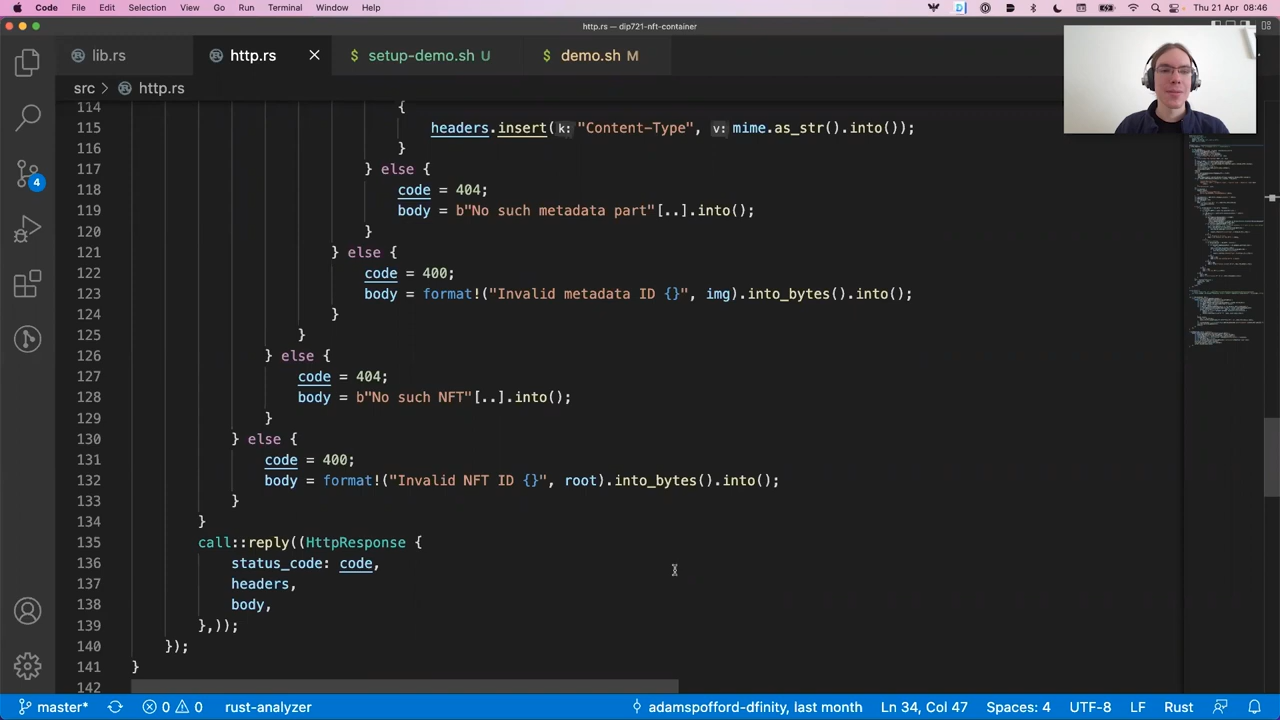 Code File Edit Selection View Go Run Terminal Window Help Thu 21 Apr 08:46
http.rs — dip721-nft-container
lib.rs http.rs setup-demo.sh U demo.sh M
src > http.rs
114 {
115 headers.insert(k: "Content-Type", v: mime.as_str().into());
116 }
117 } else {
118 code = 404;
119 body = b"No such metadata part"[..].into();
120 }
121 } else {
122 code = 400;
123 body = format!("Invalid metadata ID {}", img).into_bytes().into();
124 }
125 }
126 } else {
127 code = 404;
128 body = b"No such NFT"[..].into();
129 }
130 } else {
131 code = 400;
132 body = format!("Invalid NFT ID {}", root).into_bytes().into();
133 }
134 }
135 call::reply((HttpResponse {
136 status_code: code,
137 headers,
138 body,
139 },));
140 });
141 }
142
4
master* 0 0 rust-analyzer adamspofford-dfinity, last month Ln 34, Col 47 Spaces: 4 UTF-8 LF Rust